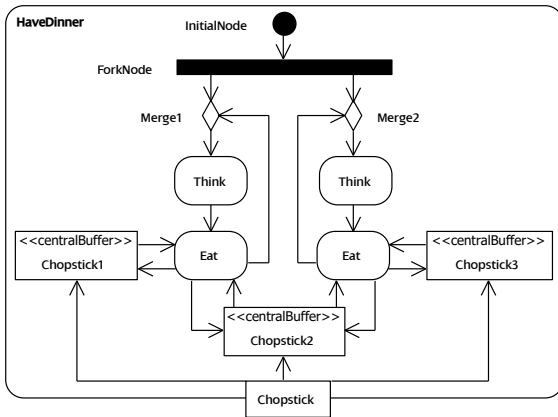 HaveDinner
InitialNode
ForkNode
Merge1
Merge2
Think
Think
<<centralBuffer>>
Chopstick1
Eat
Eat
<<centralBuffer>>
Chopstick3
<<centralBuffer>>
Chopstick2
Chopstick